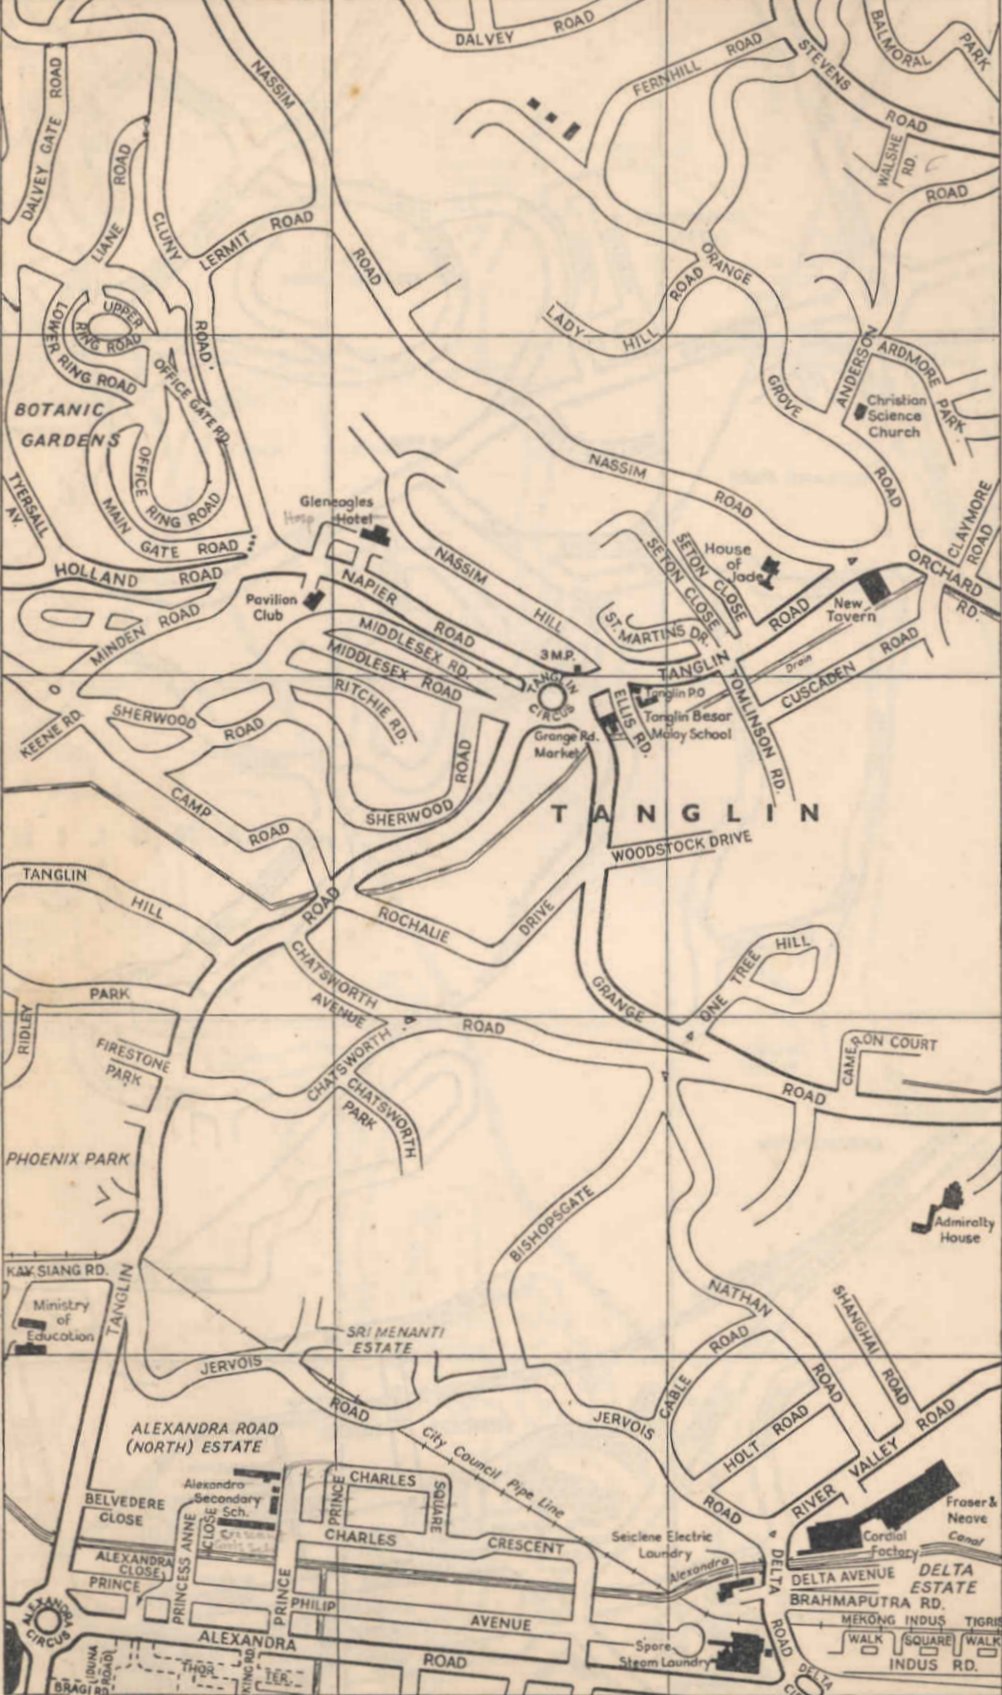 DALVEY ROAD
BALMORAL PARK
STEVENS ROAD
FERNHILL ROAD
NASSIM
DALVEY GATE ROAD
LIANE ROAD
CLUNY
LERMIT ROAD
ROAD
WALSHE RD.
ROAD
ORANGE
ROAD
LADY HILL
UPPER
RING ROAD
LOWER RING ROAD
ROAD
OFFICE GATE RD.
ANDERSON
ARDMORE PARK
GROVE
Christian
Science
Church
BOTANIC
GARDENS
OFFICE
RING ROAD
MAIN
GATE ROAD
TYERSALL
AV.
NASSIM
ROAD
ROAD
CLAYMORE
ROAD
Gleneagles
Hotel
Hosp
HOLLAND ROAD
NASSIM
HILL
NAPIER
ROAD
SETON CLOSE
SETON CLOSE
House
of
Jade
ORCHARD
RD.
New
Tavern
Pavilion
Club
MINDEN ROAD
MIDDLESEX RD.
MIDDLESEX ROAD
ST. MARTINS DR.
ROAD
TANGLIN
Drain
CUSCADEN ROAD
3 M.P.
TANGLIN
CIRCUS
Tanglin P.O
ELLIS RD.
Tanglin Besar
Malay School
TOMLINSON RD.
RITCHIE RD.
KEENE RD.
SHERWOOD
ROAD
Grange Rd.
Market
ROAD
SHERWOOD
CAMP
ROAD
TANGLIN
WOODSTOCK DRIVE
TANGLIN
HILL
ROAD
ROCHALIE
DRIVE
CHATSWORTH
AVENUE
ONE TREE HILL
GRANGE
PARK
RIDLEY
ROAD
FIRESTONE
PARK
CHATSWORTH
CHATSWORTH
PARK
CAMERON COURT
ROAD
PHOENIX PARK
BISHOPSGATE
Admiralty
House
KAY SIANG RD.
TANGLIN
Ministry
of
Education
NATHAN
SHANGHAI ROAD
SRI MENANTI
ESTATE
JERVOIS
ROAD
CABLE
ROAD
ROAD
JERVOIS
HOLT ROAD
ALEXANDRA ROAD
(NORTH) ESTATE
City Council Pipe Line
RIVER VALLEY ROAD
ROAD
BELVEDERE
CLOSE
Alexandra
Secondary
Sch.
PRINCE CHARLES SQUARE
PRINCESS ANNE
CLOSE
CHARLES CRESCENT
Seiclene Electric
Laundry
Fraser &
Neave
Cordial
Factory
Canal
Alexandra
ALEXANDRA
CLOSE
PRINCE
PRINCE
PHILIP
AVENUE
DELTA
DELTA AVENUE
DELTA
ESTATE
BRAHMAPUTRA RD.
MEKONG INDUS TIGRIS
WALK SQUARE WALK
INDUS RD.
ALEXANDRA
CIRCUS
ALEXANDRA
ROAD
Spore
Steam Laundry
ROAD
DELTA
IDUNA
ROAD
THOR
KING RD.
TER.
BRAGI RD.